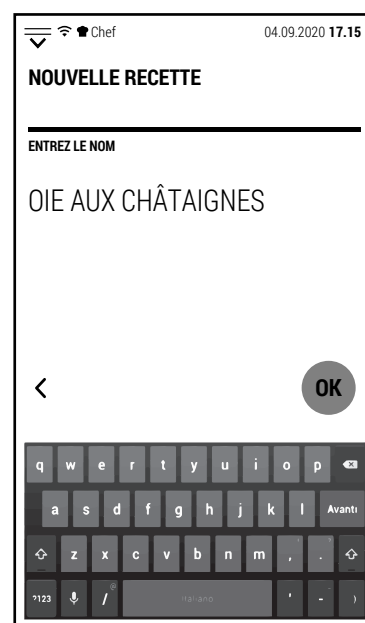 Chef 04.09.2020 17.15
NOUVELLE RECETTE
ENTREZ LE NOM
OIE AUX CHÂTAIGNES
OK
q w e r t y u i o p
a s d f g h j k l Avanti
z x c v b n m , .
?123 / @ Italiano ' - )